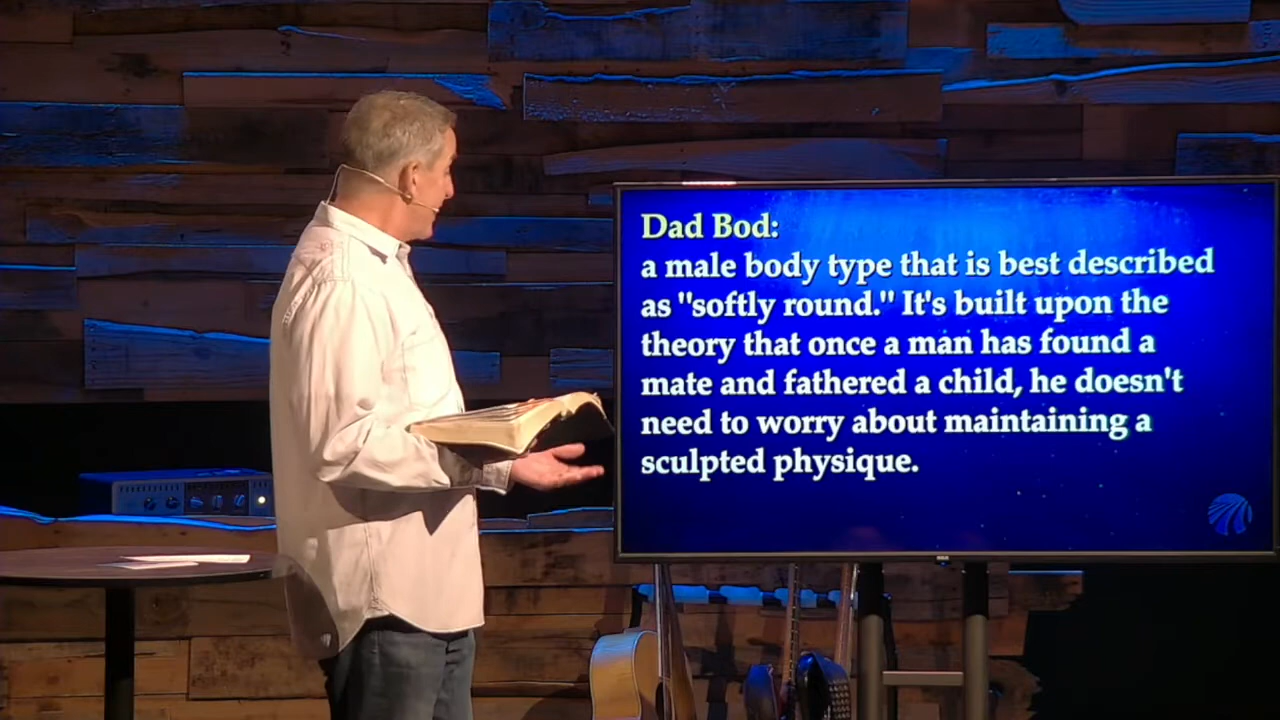 Dad Bod:
a male body type that is best described
as "softly round." It's built upon the
theory that once a man has found a
mate and fathered a child, he doesn't
need to worry about maintaining a
sculpted physique.